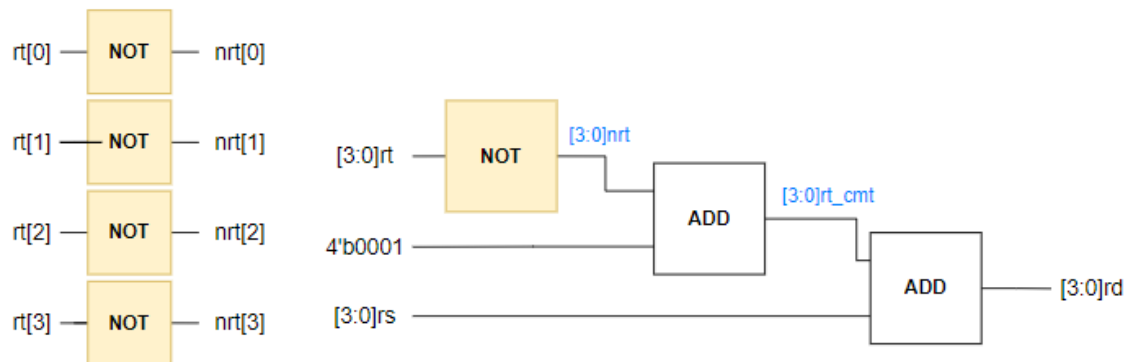 rt[0] NOT nrt[0]
rt[1] NOT nrt[1]
rt[2] NOT nrt[2]
rt[3] NOT nrt[3]
[3:0]rt NOT [3:0]nrt
4'b0001 ADD [3:0]rt_cmt
[3:0]rs ADD [3:0]rd